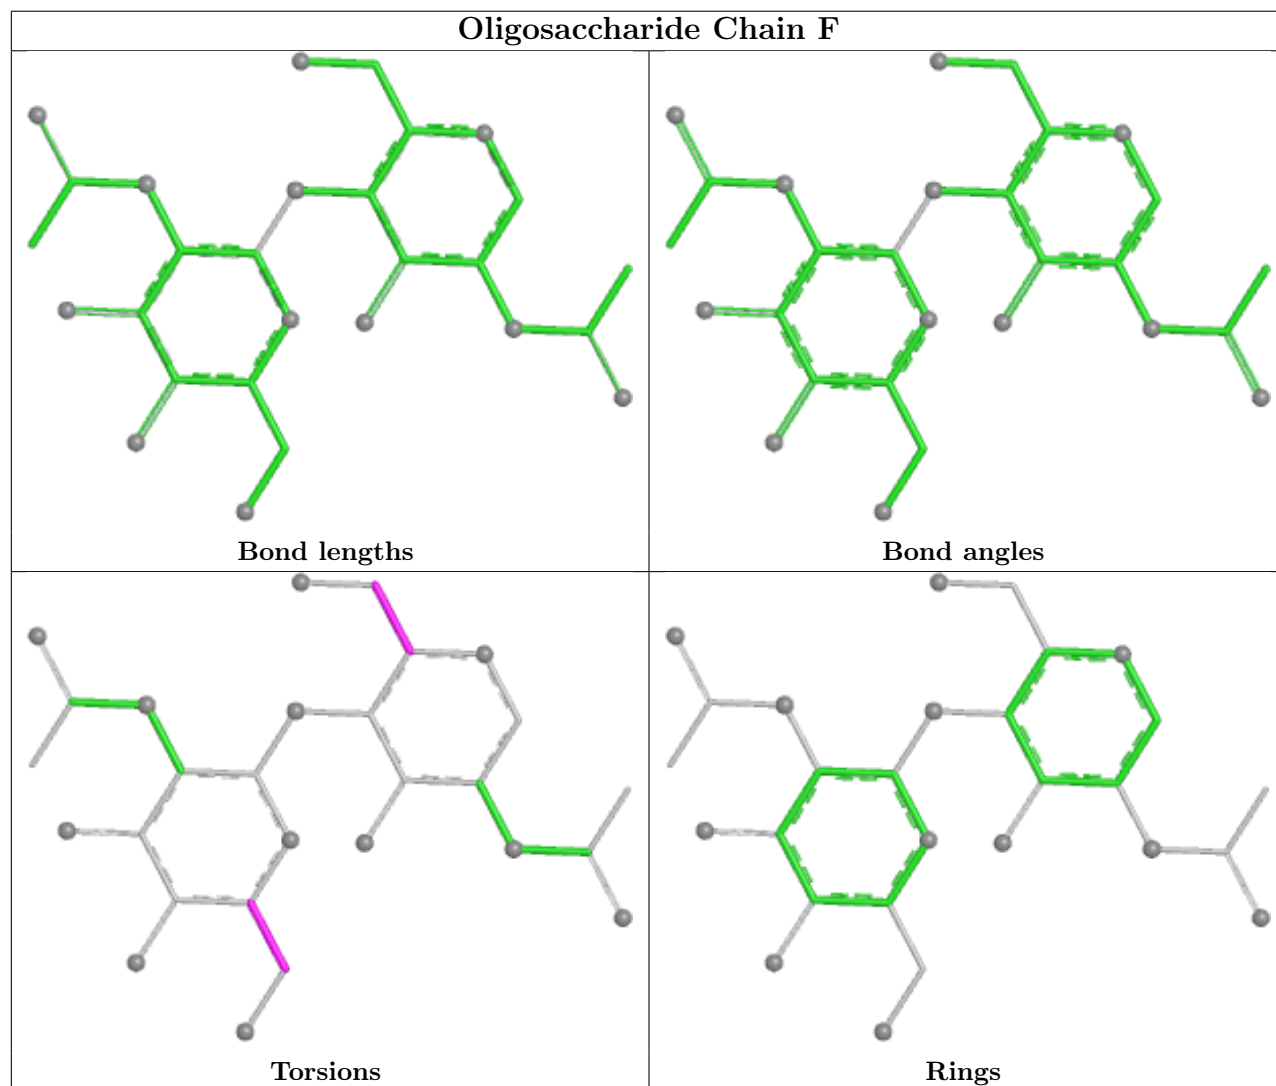 Oligosaccharide Chain F
Bond lengths
Bond angles
Torsions
Rings